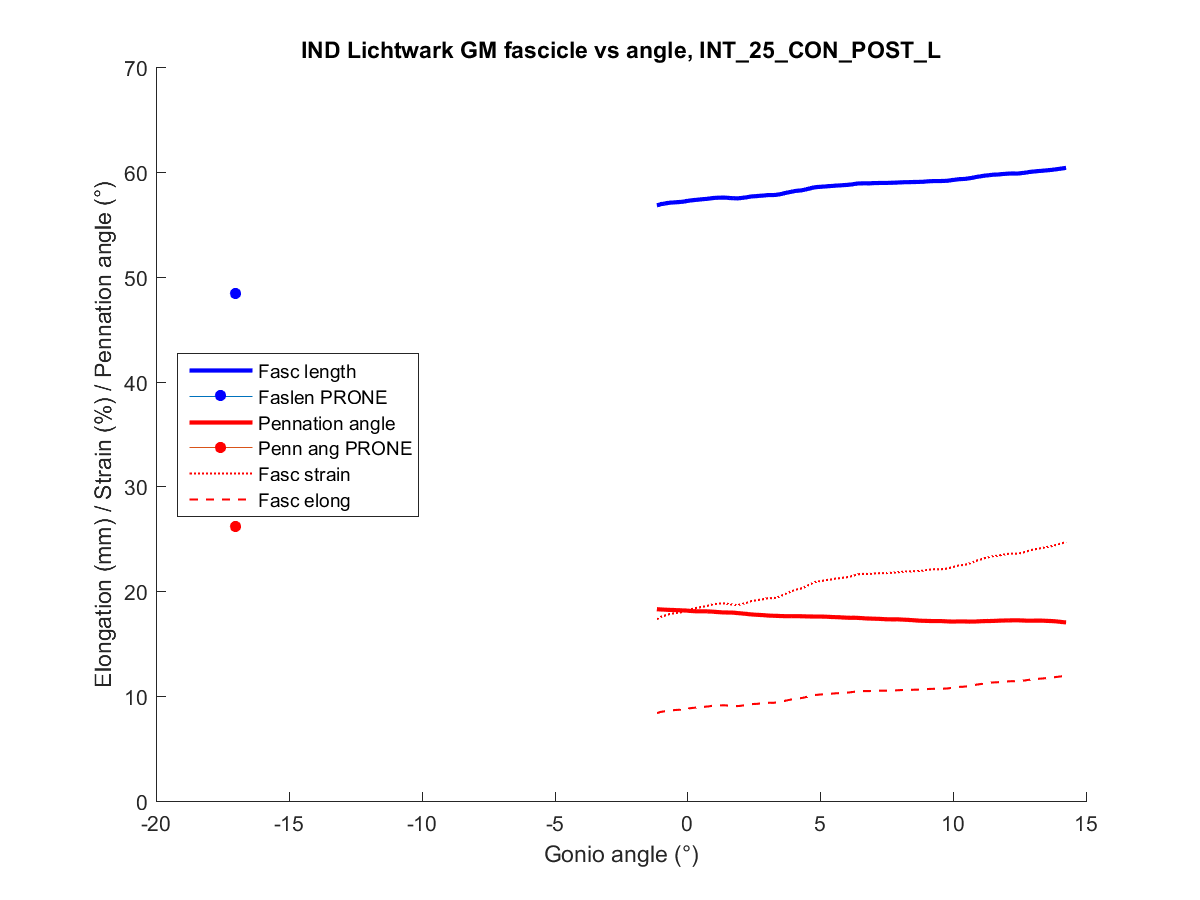 IND Lichtwark GM fascicle vs angle, INT_25_CON_POST_L
Elongation (mm) / Strain (%) / Pennation angle (°)
70
60
50
40
30
20
10
0
Fasc length
Faslen PRONE
Pennation angle
Penn ang PRONE
Fasc strain
Fasc elong
-20
-15
-10
-5
0
5
10
15
Gonio angle (°)